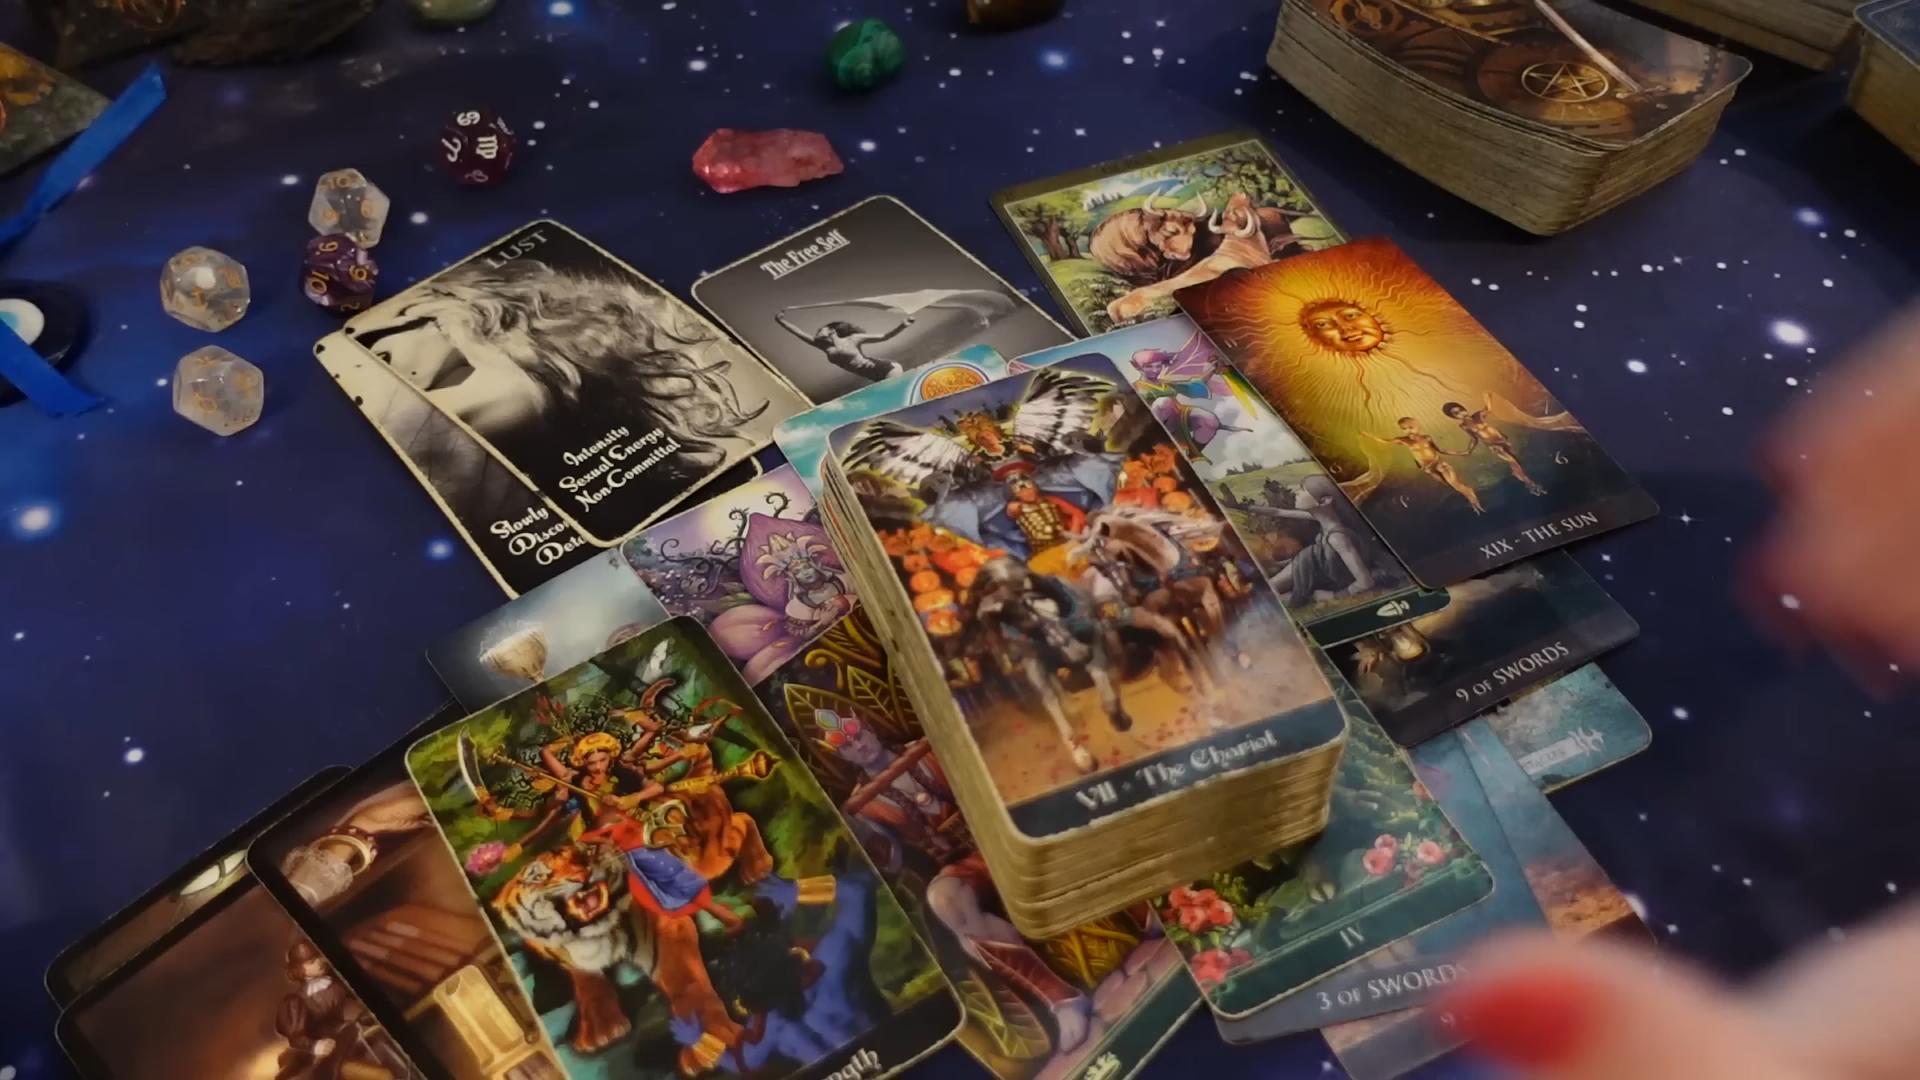 LUST
Intensity
Sexual Energy
Non-Committal
Slowly
The Free Self
XIX - THE SUN
9 OF SWORDS
VII - The Chariot
IV
3 OF SWORDS